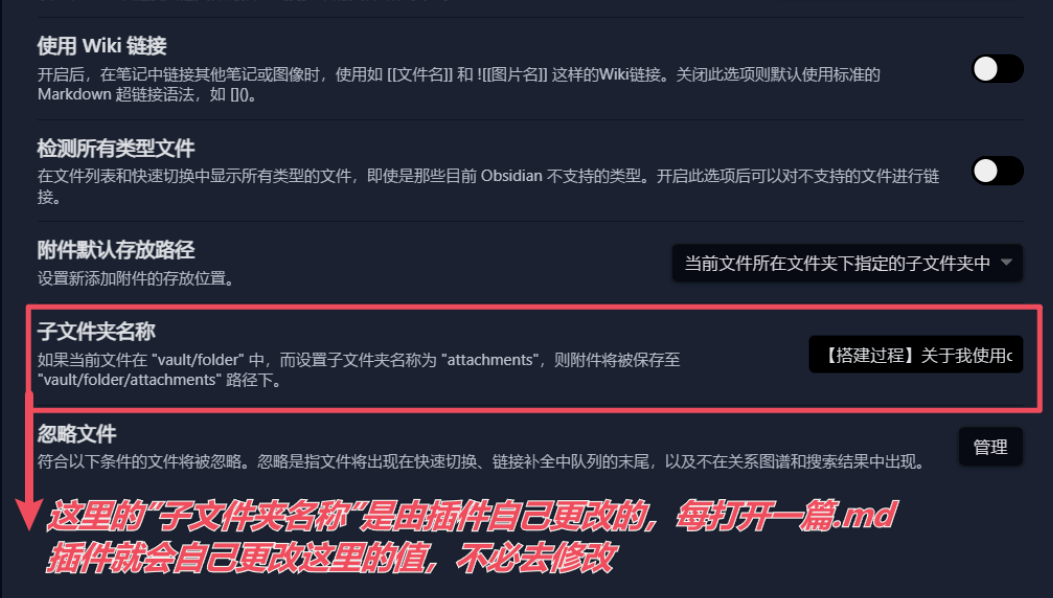 使用 Wiki 链接
开启后，在笔记中链接其他笔记或图像时，使用如 [[文件名]] 和 ![[图片名]] 这样的Wiki链接。关闭此选项则默认使用标准的
Markdown 超链接语法，如 []()。
检测所有类型文件
在文件列表和快速切换中显示所有类型的文件，即使是那些目前 Obsidian 不支持的类型。开启此选项后可以对不支持的文件进行链
接。
附件默认存放路径
设置新添加附件的存放位置。
当前文件所在文件夹下指定的子文件夹中
子文件夹名称
如果当前文件在 "vault/folder" 中，而设置子文件夹名称为 "attachments"，则附件将被保存至
"vault/folder/attachments" 路径下。
【搭建过程】关于我使用c
忽略文件
符合以下条件的文件将被忽略。忽略是指文件将出现在快速切换、链接补全中队列的末尾，以及不在关系图谱和搜索结果中出现。
管理
这里的"子文件夹名称"是由插件自己更改的，每打开一篇.md
插件就会自己更改这里的值，不必去修改